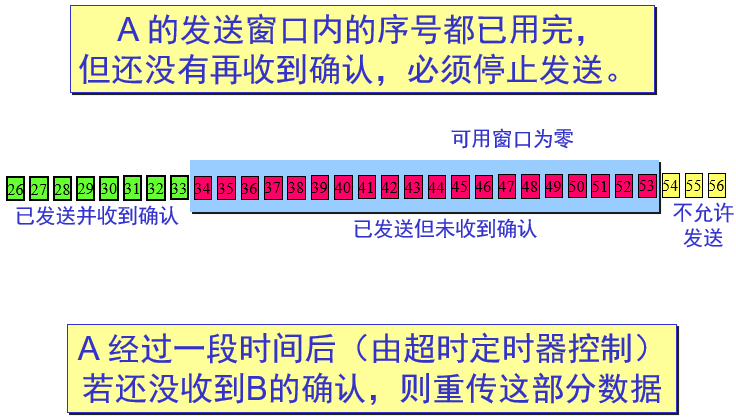 A 的发送窗口内的序号都已用完，
但还没有再收到确认，必须停止发送。
可用窗口为零
26 27 28 29 30 31 32 33 34 35 36 37 38 39 40 41 42 43 44 45 46 47 48 49 50 51 52 53 54 55 56
已发送并收到确认
已发送但未收到确认
不允许
发送
A 经过一段时间后（由超时定时器控制）
若还没收到B的确认，则重传这部分数据